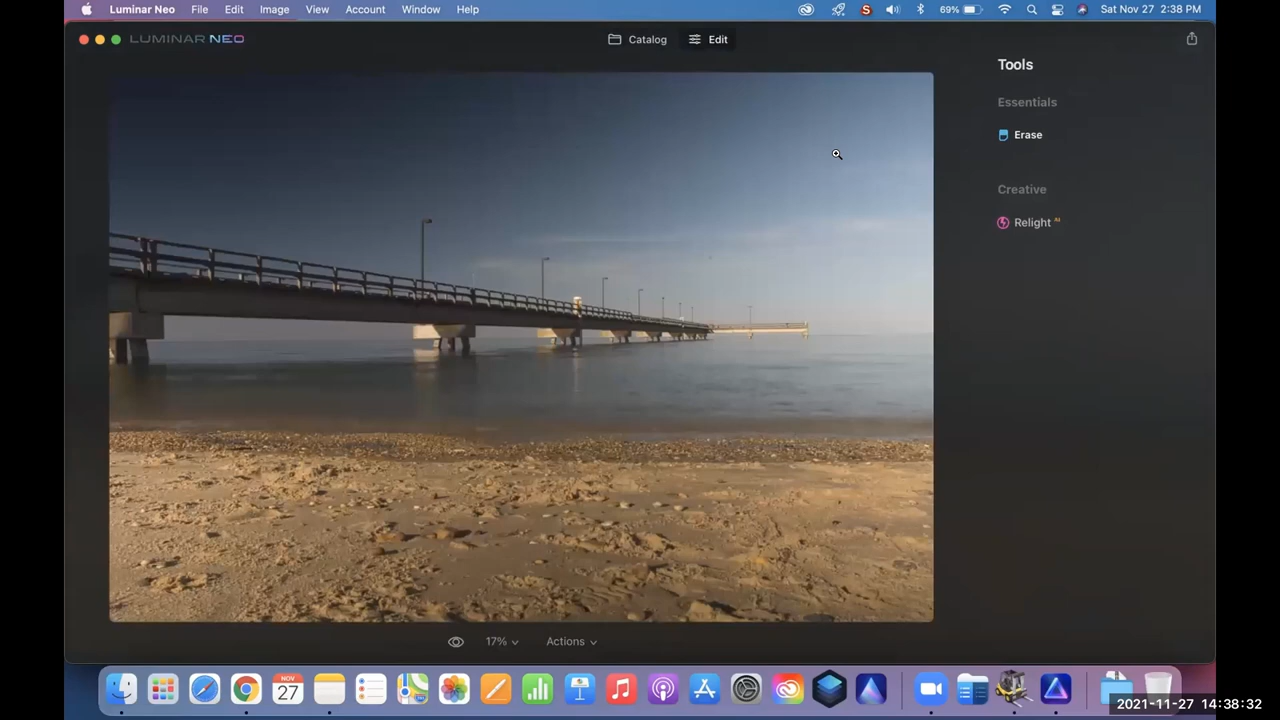 Luminar Neo File Edit Image View Account Window Help S 69% Sat Nov 27 2:38 PM
LUMINAR NEO Catalog Edit
Tools
Essentials
Erase
Creative
Relight AI
17% Actions
NOV
27
2021-11-27 14:38:32